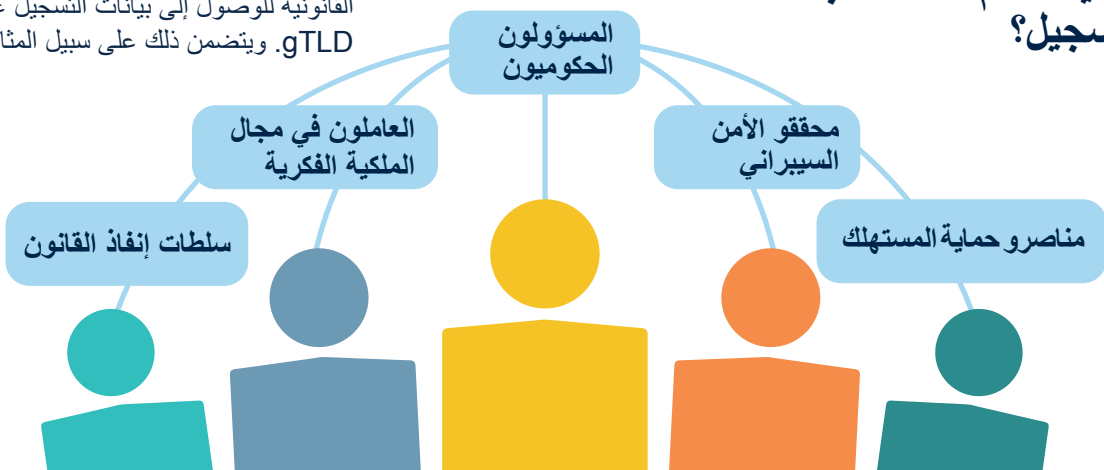 سجيل؟
القانونية للوصول إلى بيانات التسجيل
gTLD. ويتضمن ذلك على سبيل المثا
المسؤولون
الحكوميون
محققو الأمن
السيبراني
العاملون في مجال
الملكية الفكرية
مناصرو حماية المستهلك
سلطات إنفاذ القانون